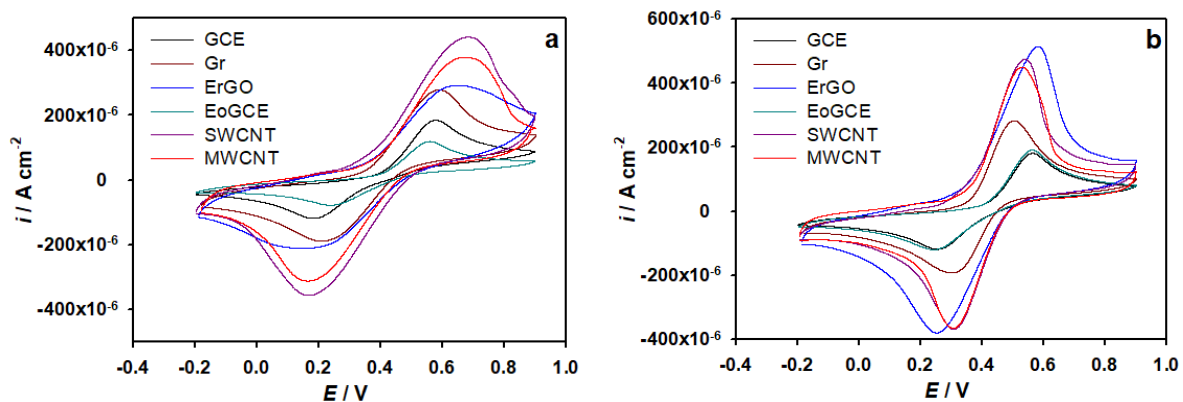 a
GCE
Gr
ErGO
EoGCE
SWCNT
MWCNT
400x10-6
200x10-6
0
-200x10-6
-400x10-6
i / A cm-2
-0.4 -0.2 0.0 0.2 0.4 0.6 0.8 1.0
E / V
b
GCE
Gr
ErGO
EoGCE
SWCNT
MWCNT
600x10-6
400x10-6
200x10-6
0
-200x10-6
-400x10-6
i / A cm-2
-0.4 -0.2 0.0 0.2 0.4 0.6 0.8 1.0
E / V